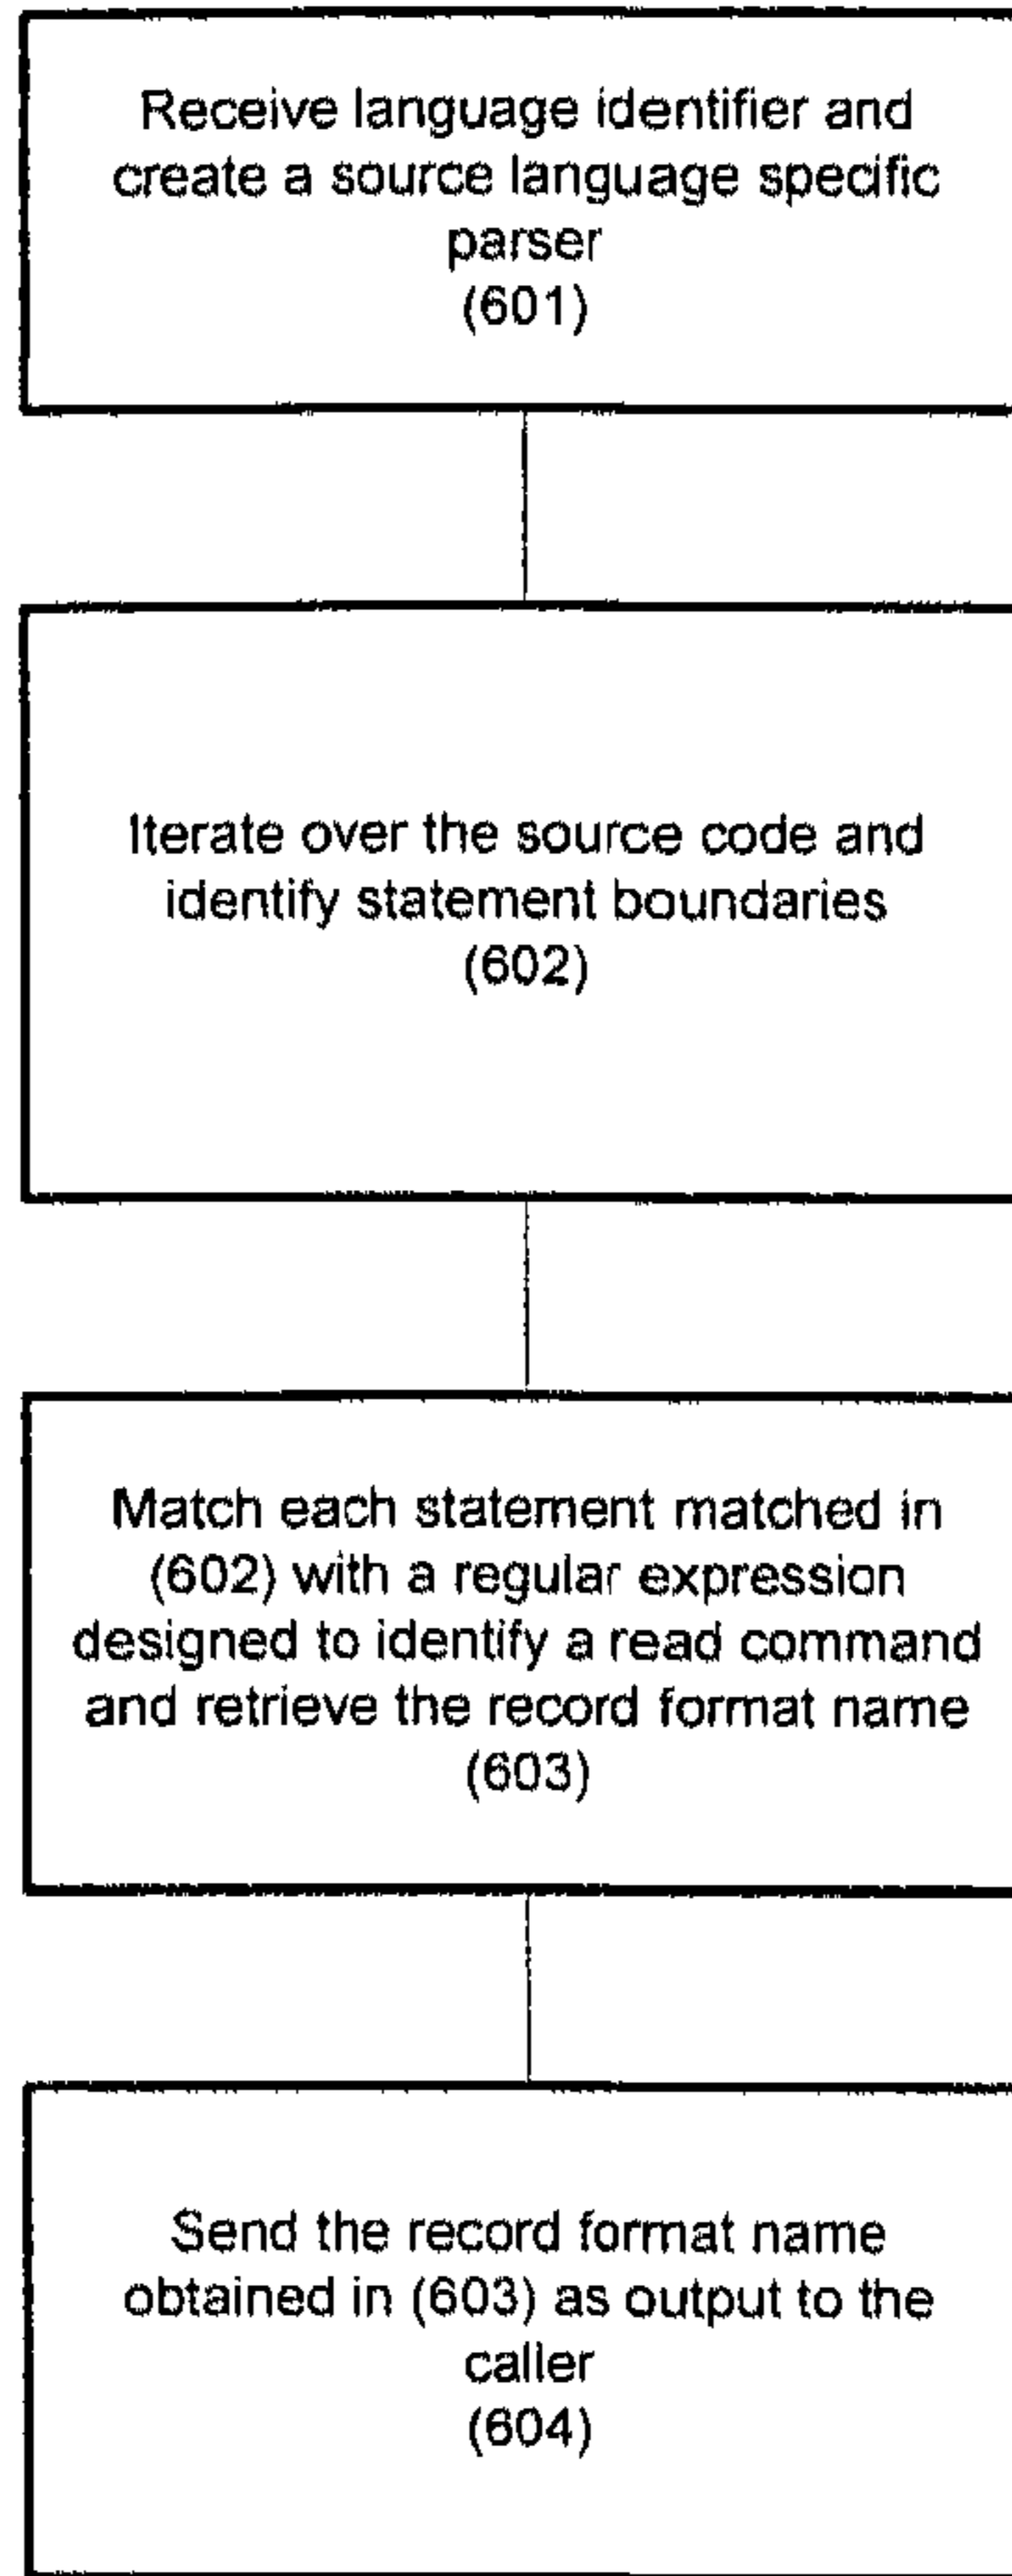 Receive language identifier and
create a source language specific
parser
(601)
Iterate over the source code and
identify statement boundaries
(602)
Match each statement matched in
(602) with a regular expression
designed to identify a read command
and retrieve the record format name
(603)
Send the record format name
obtained in (603) as output to the
caller
(604)